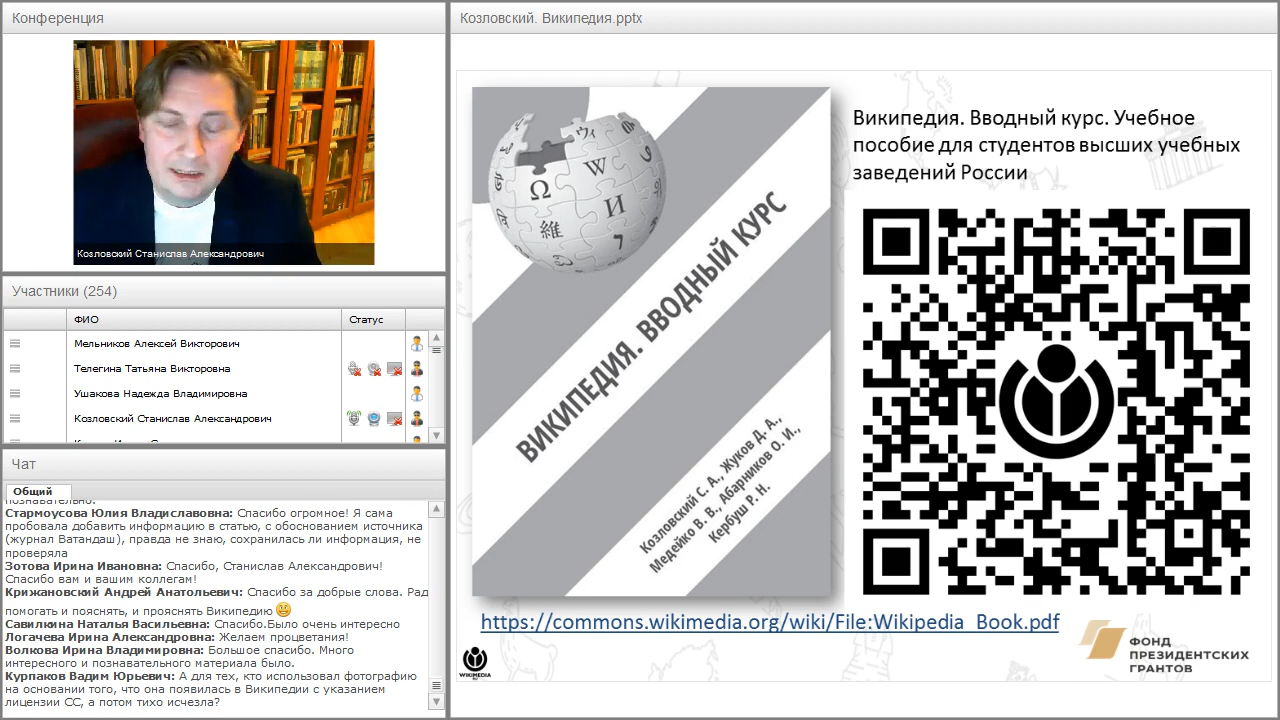 Конференция
Козловский Станислав Александрович
Участники (254)
ФИО
Статус
Мельников Алексей Викторович
Телегина Татьяна Викторовна
Ушакова Надежда Владимировна
Козловский Станислав Александрович
Чат
Общий
познавательно.
Стармоусова Юлия Владиславовна: Спасибо огромное! Я сама
пробовала добавить информацию в статью, с обоснованием источника
(журнал Ватандаш), правда не знаю, сохранилась ли информация, не
проверяла
Зотова Ирина Ивановна: Спасибо, Станислав Александрович!
Спасибо вам и вашим коллегам!
Крижановский Андрей Анатольевич: Спасибо за добрые слова. Рад
помогать и пояснять, и прояснять Википедию
Савилкина Наталья Васильевна: Спасибо.Было очень интересно
Логачева Ирина Александровна: Желаем процветания!
Волкова Ирина Владимировна: Большое спасибо. Много
интересного и познавательного материала было.
Курпаков Вадим Юрьевич: А для тех, кто использовал фотографию
на основании того, что она появилась в Википедии с указанием
лицензии СС, а потом тихо исчезла?
Козловский. Википедия.pptx
Ω
W
И
維
ВИКИПЕДИЯ. ВВОДНЫЙ КУРС
Козловский С. А., Жуков Д. А.,
Медейко В. В., Абарников О. И.,
Кербуш Р. Н.
Википедия. Вводный курс. Учебное
пособие для студентов высших учебных
заведений России
https://commons.wikimedia.org/wiki/File:Wikipedia_Book.pdf
WIKIMEDIA
RU
ФОНД
ПРЕЗИДЕНТСКИХ
ГРАНТОВ